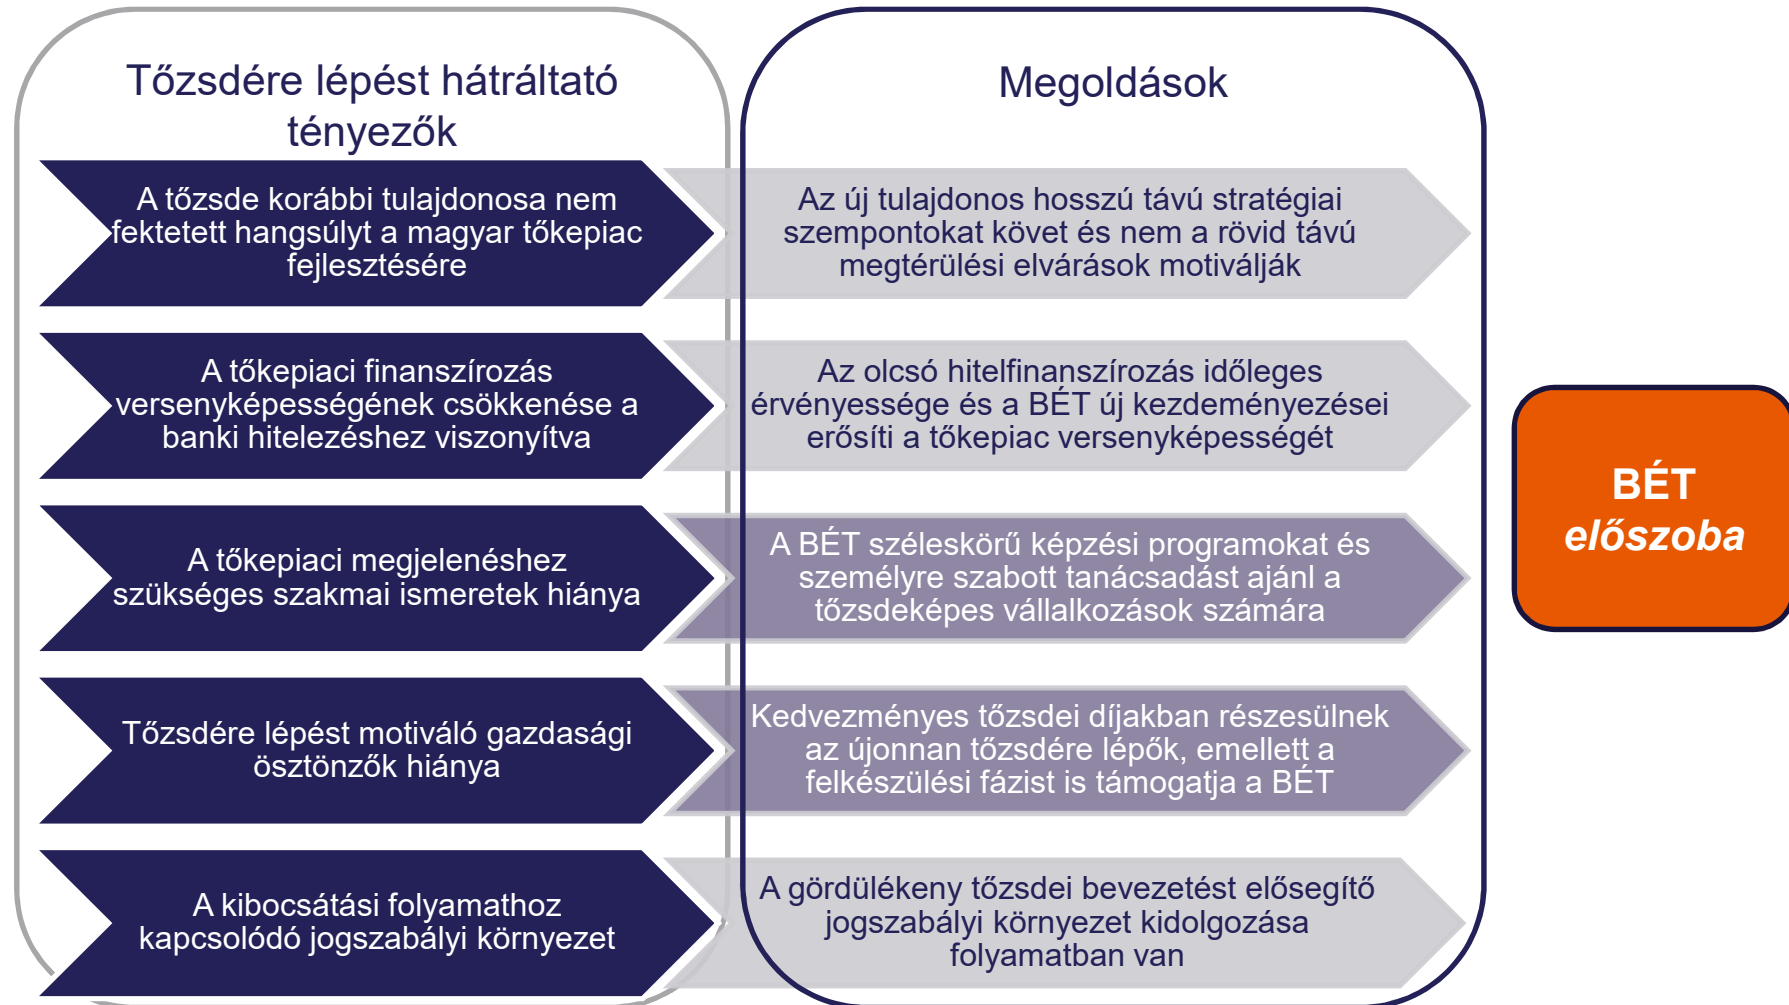 Tőzsdére lépést hátráltató
tényezők
Megoldások
A tőzsde korábbi tulajdonosa nem
fektetett hangsúlyt a magyar tőkepiac
fejlesztésére
Az új tulajdonos hosszú távú stratégiai
szempontokat követ és nem a rövid távú
megtérülési elvárások motiválják
A tőkepiaci finanszírozás
versenyképességének csökkenése a
banki hitelezéshez viszonyítva
Az olcsó hitelfinanszírozás időleges
érvényessége és a BÉT új kezdeményezései
erősíti a tőkepiac versenyképességét
A tőkepiaci megjelenéshez
szükséges szakmai ismeretek hiánya
A BÉT széleskörű képzési programokat és
személyre szabott tanácsadást ajánl a
tőzsdeképes vállalkozások számára
Tőzsdére lépést motiváló gazdasági
ösztönzők hiánya
Kedvezményes tőzsdei díjakban részesülnek
az újonnan tőzsdére lépők, emellett a
felkészülési fázist is támogatja a BÉT
A kibocsátási folyamathoz
kapcsolódó jogszabályi környezet
A gördülékeny tőzsdei bevezetést elősegítő
jogszabályi környezet kidolgozása
folyamatban van
BÉT
előszoba